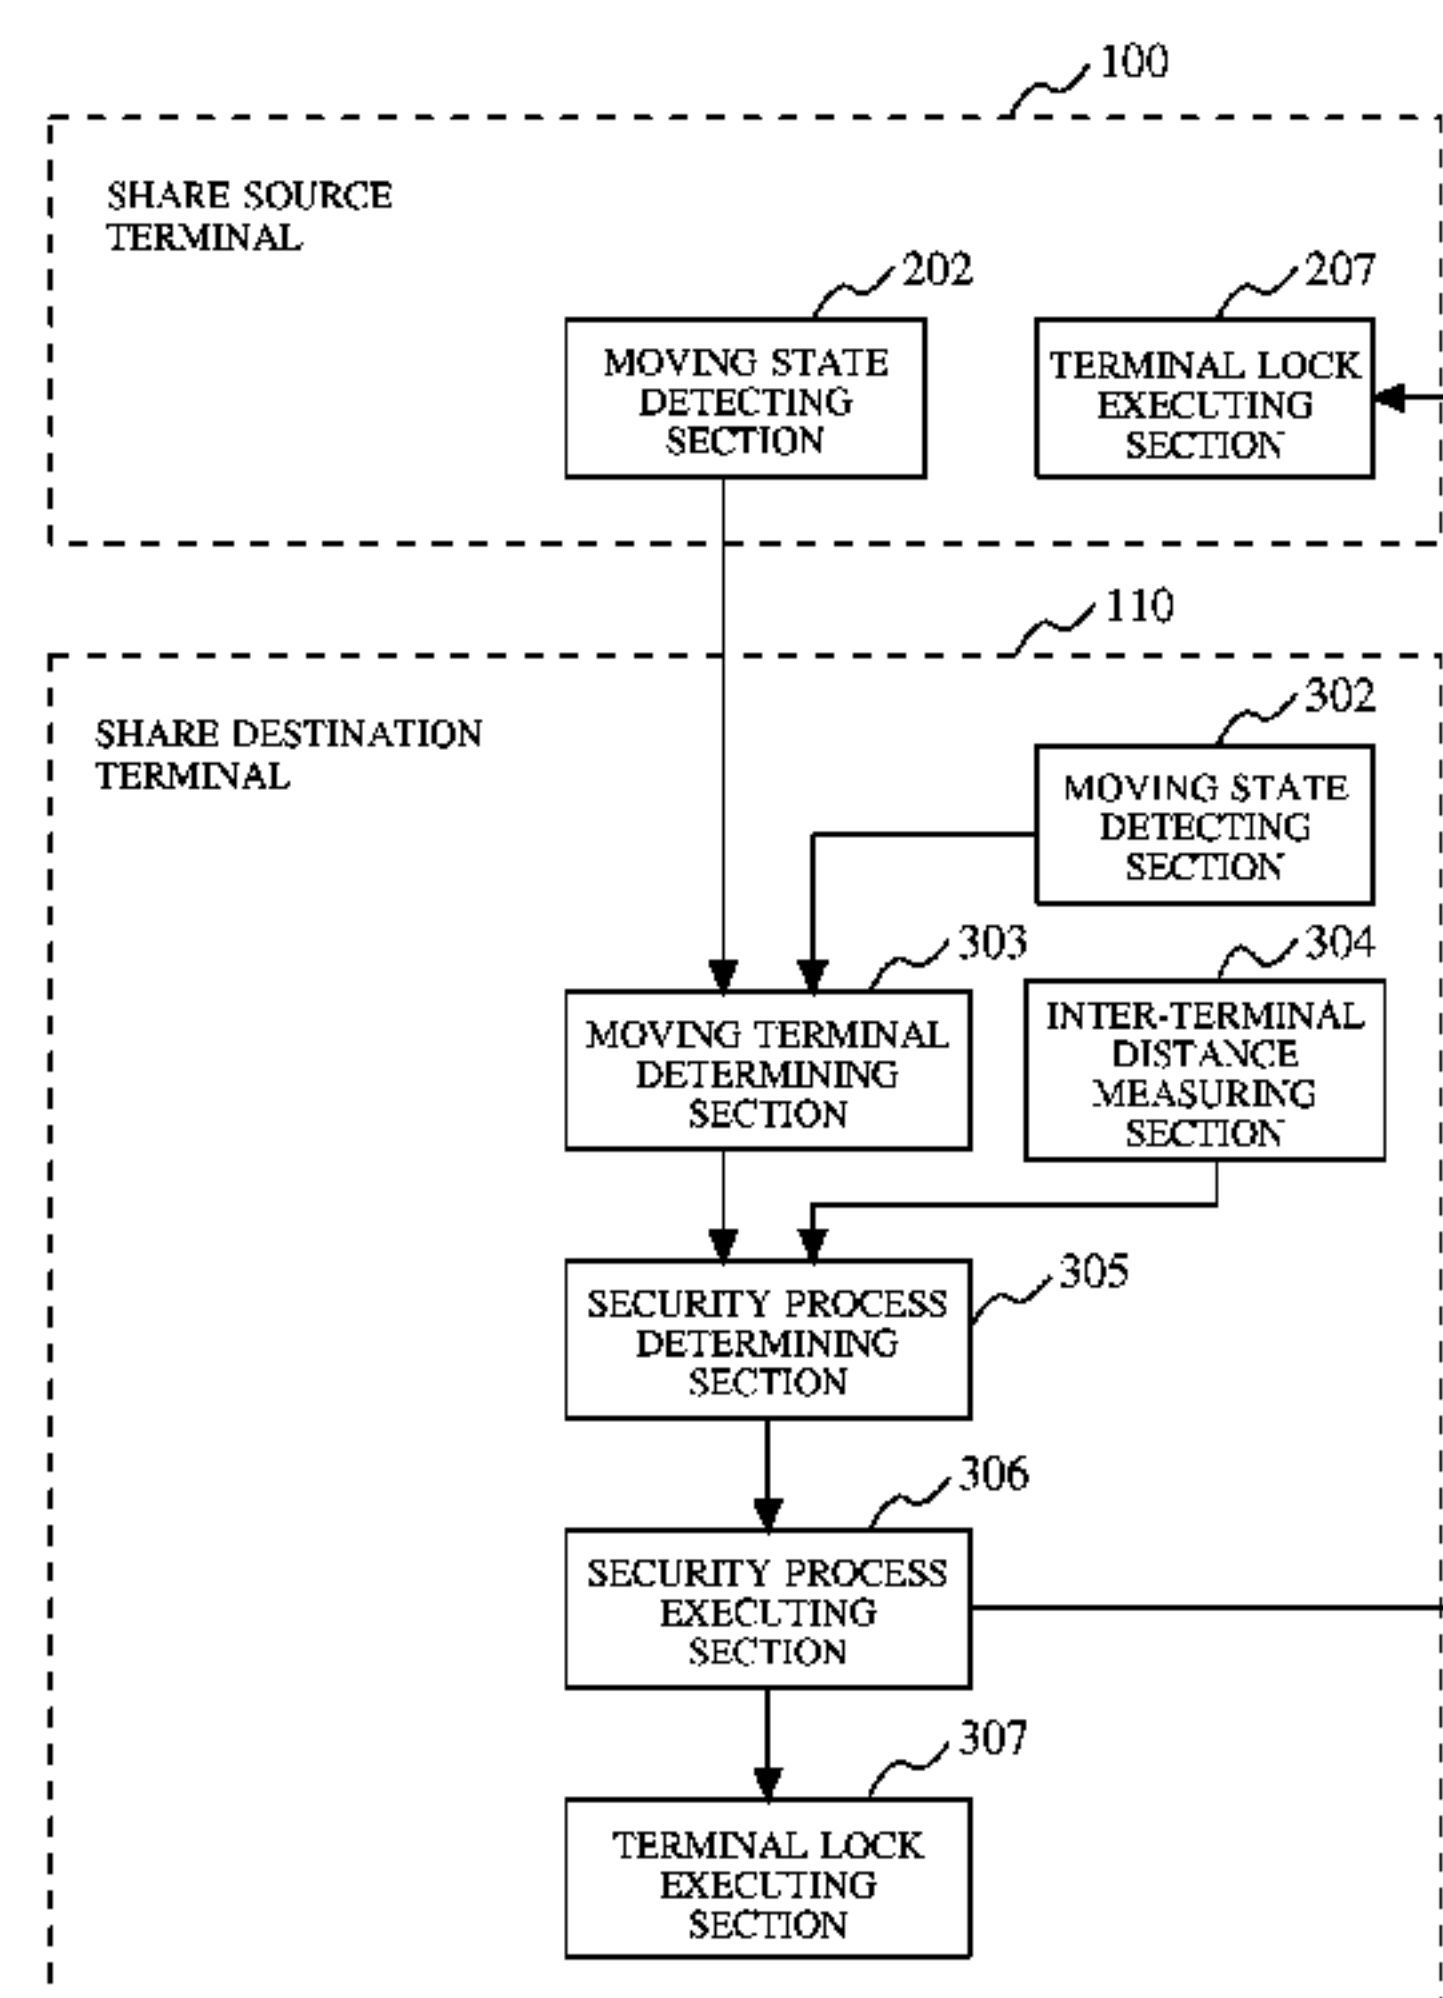 100
SHARE SOURCE
TERMINAL
202
207
MOVING STATE
DETECTING
SECTION
TERMINAL LOCK
EXECUTING
SECTION
110
302
SHARE DESTINATION
TERMINAL
MOVING STATE
DETECTING
SECTION
303
304
MOVING TERMINAL
DETERMINING
SECTION
INTER-TERMINAL
DISTANCE
MEASURING
SECTION
305
SECURITY PROCESS
DETERMINING
SECTION
306
SECURITY PROCESS
EXECUTING
SECTION
307
TERMINAL LOCK
EXECUTING
SECTION